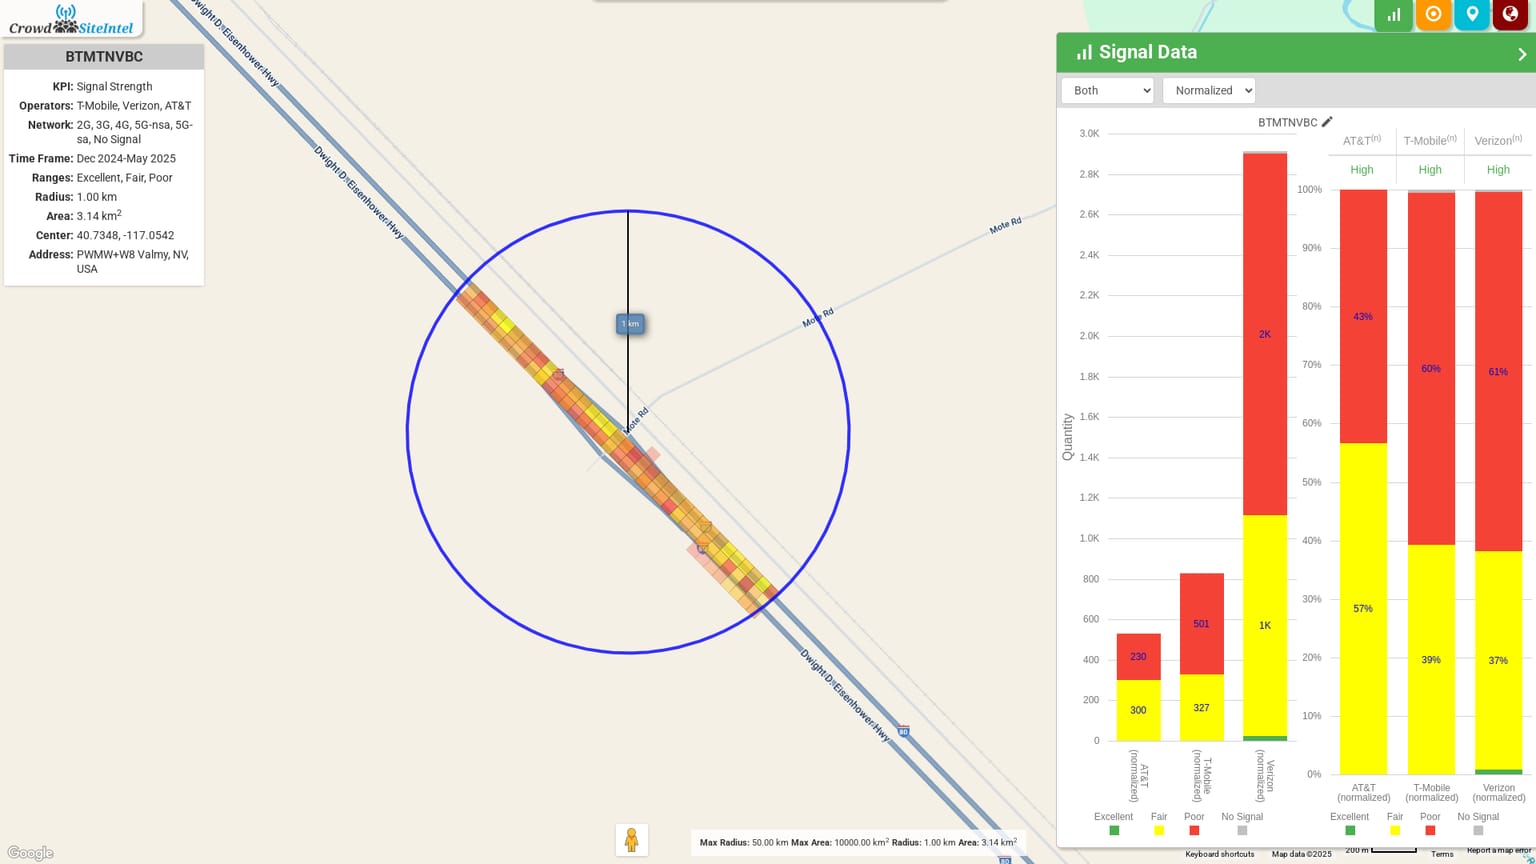 Crowd SiteIntel
BTMTNVBC
KPI: Signal Strength
Operators: T-Mobile, Verizon, AT&T
Network: 2G, 3G, 4G, 5G-nsa, 5G-
sa, No Signal
Time Frame: Dec 2024-May 2025
Ranges: Excellent, Fair, Poor
Radius: 1.00 km
Area: 3.14 km²
Center: 40.7348, -117.0542
Address: PWMW+W8 Valmy, NV,
USA
Dwight D. Eisenhower Hwy
Dwight D. Eisenhower Hwy
Mote Rd
Mote Rd
1 km
Mote Rd
Dwight D. Eisenhower Hwy
80
80
Google
Max Radius: 50.00 km Max Area: 10000.00 km² Radius: 1.00 km Area: 3.14 km²
Signal Data
Both
Normalized
BTMTNVBC
3.0K
2.8K
2.6K
2.4K
2.2K
2.0K
1.8K
1.6K
1.4K
1.2K
1.0K
800
600
400
200
0
Quantity
230
300
501
327
2K
1K
AT&T
(normalized)
T-Mobile
(normalized)
Verizon
(normalized)
Excellent
Fair
Poor
No Signal
AT&T(n)
T-Mobile(n)
Verizon(n)
High
High
High
100%
90%
80%
70%
60%
50%
40%
30%
20%
10%
0%
43%
57%
60%
39%
61%
37%
AT&T
(normalized)
T-Mobile
(normalized)
Verizon
(normalized)
Excellent
Fair
Poor
No Signal
Keyboard shortcuts
Map data ©2025
200 m
Terms
Report a map error